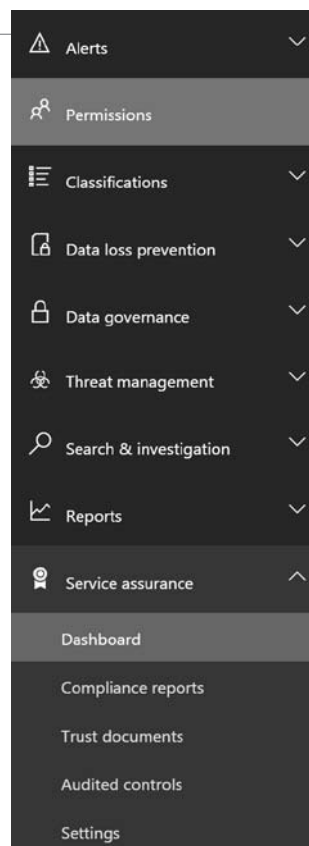 Alerts
Permissions
Classifications
Data loss prevention
Data governance
Threat management
Search & investigation
Reports
Service assurance
Dashboard
Compliance reports
Trust documents
Audited controls
Settings